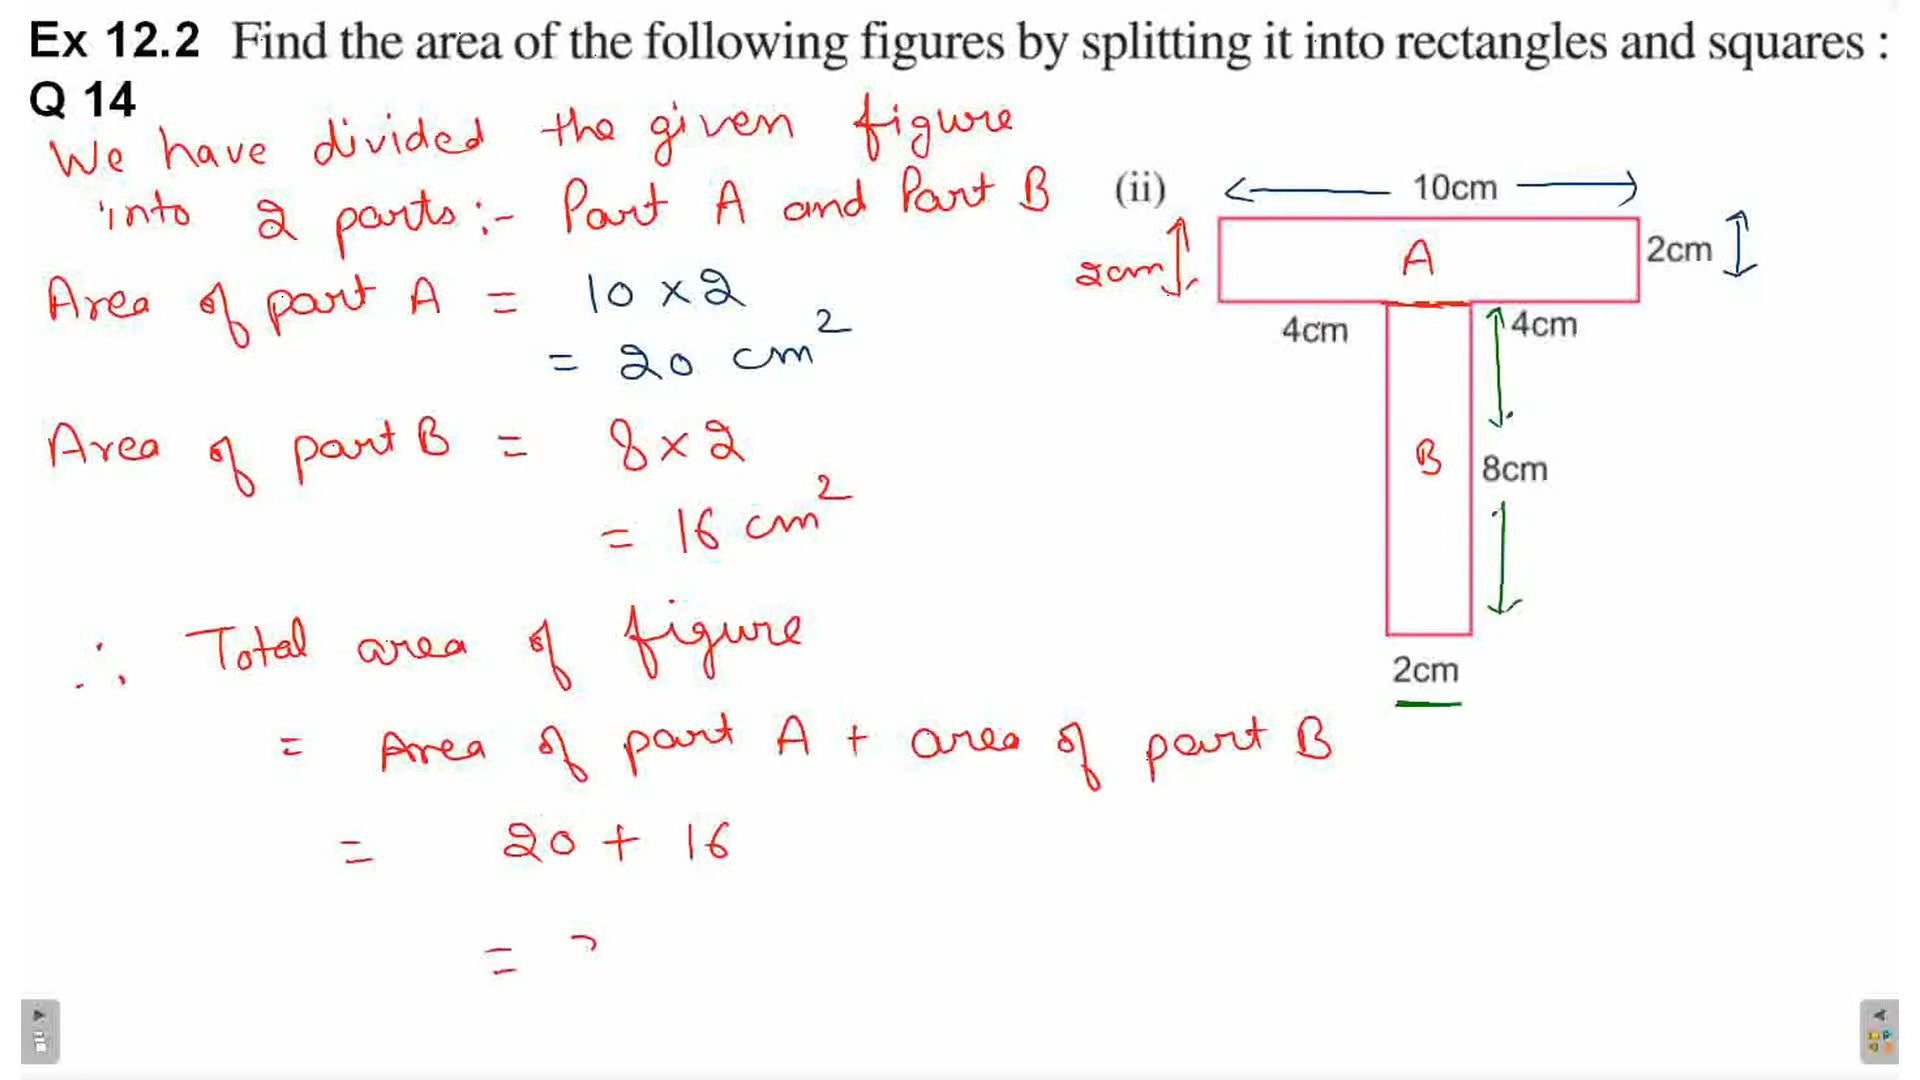 Ex 12.2 Find the area of the following figures by splitting it into rectangles and squares :
Q 14
We have divided the given figure
into 2 parts :- Part A and Part B
Area of part A = 10 × 2
= 20 cm²
Area of part B = 8 × 2
= 16 cm²
∴ Total area of figure
= Area of part A + area of part B
= 20 + 16
=
(ii) 10cm
2cm A 2cm
4cm 4cm
B 8cm
2cm